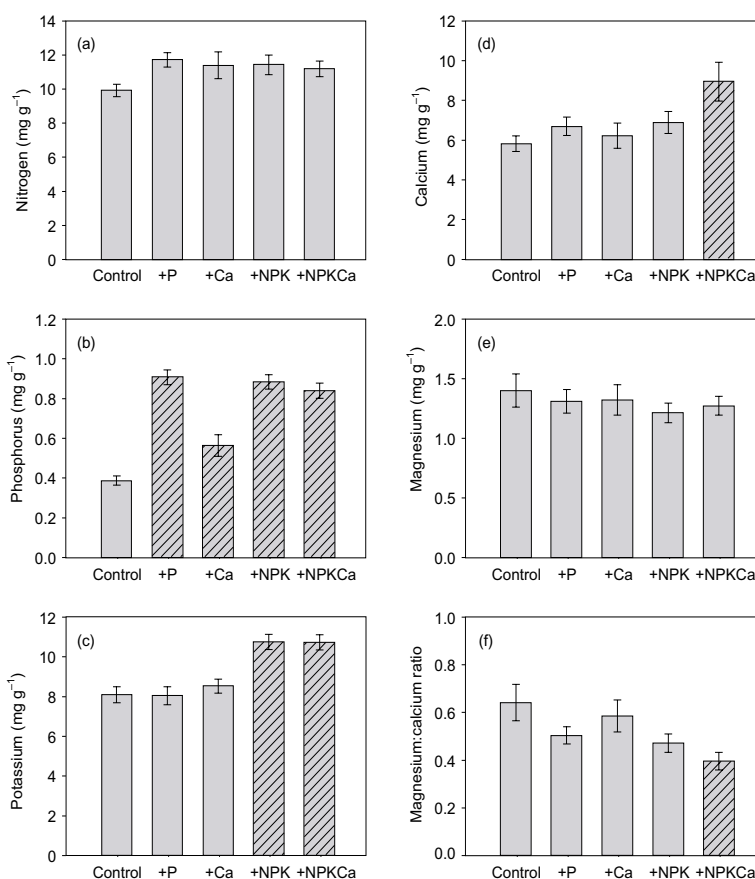 (a)
Nitrogen (mg g⁻¹)
14
12
10
8
6
4
2
0
Control +P +Ca +NPK +NPKCa
(b)
Phosphorus (mg g⁻¹)
1.2
1.0
0.8
0.6
0.4
0.2
0.0
Control +P +Ca +NPK +NPKCa
(c)
Potassium (mg g⁻¹)
12
10
8
6
4
2
0
Control +P +Ca +NPK +NPKCa
(d)
Calcium (mg g⁻¹)
12
10
8
6
4
2
0
Control +P +Ca +NPK +NPKCa
(e)
Magnesium (mg g⁻¹)
2.0
1.5
1.0
0.5
0.0
Control +P +Ca +NPK +NPKCa
(f)
Magnesium:calcium ratio
1.0
0.8
0.6
0.4
0.2
0.0
Control +P +Ca +NPK +NPKCa